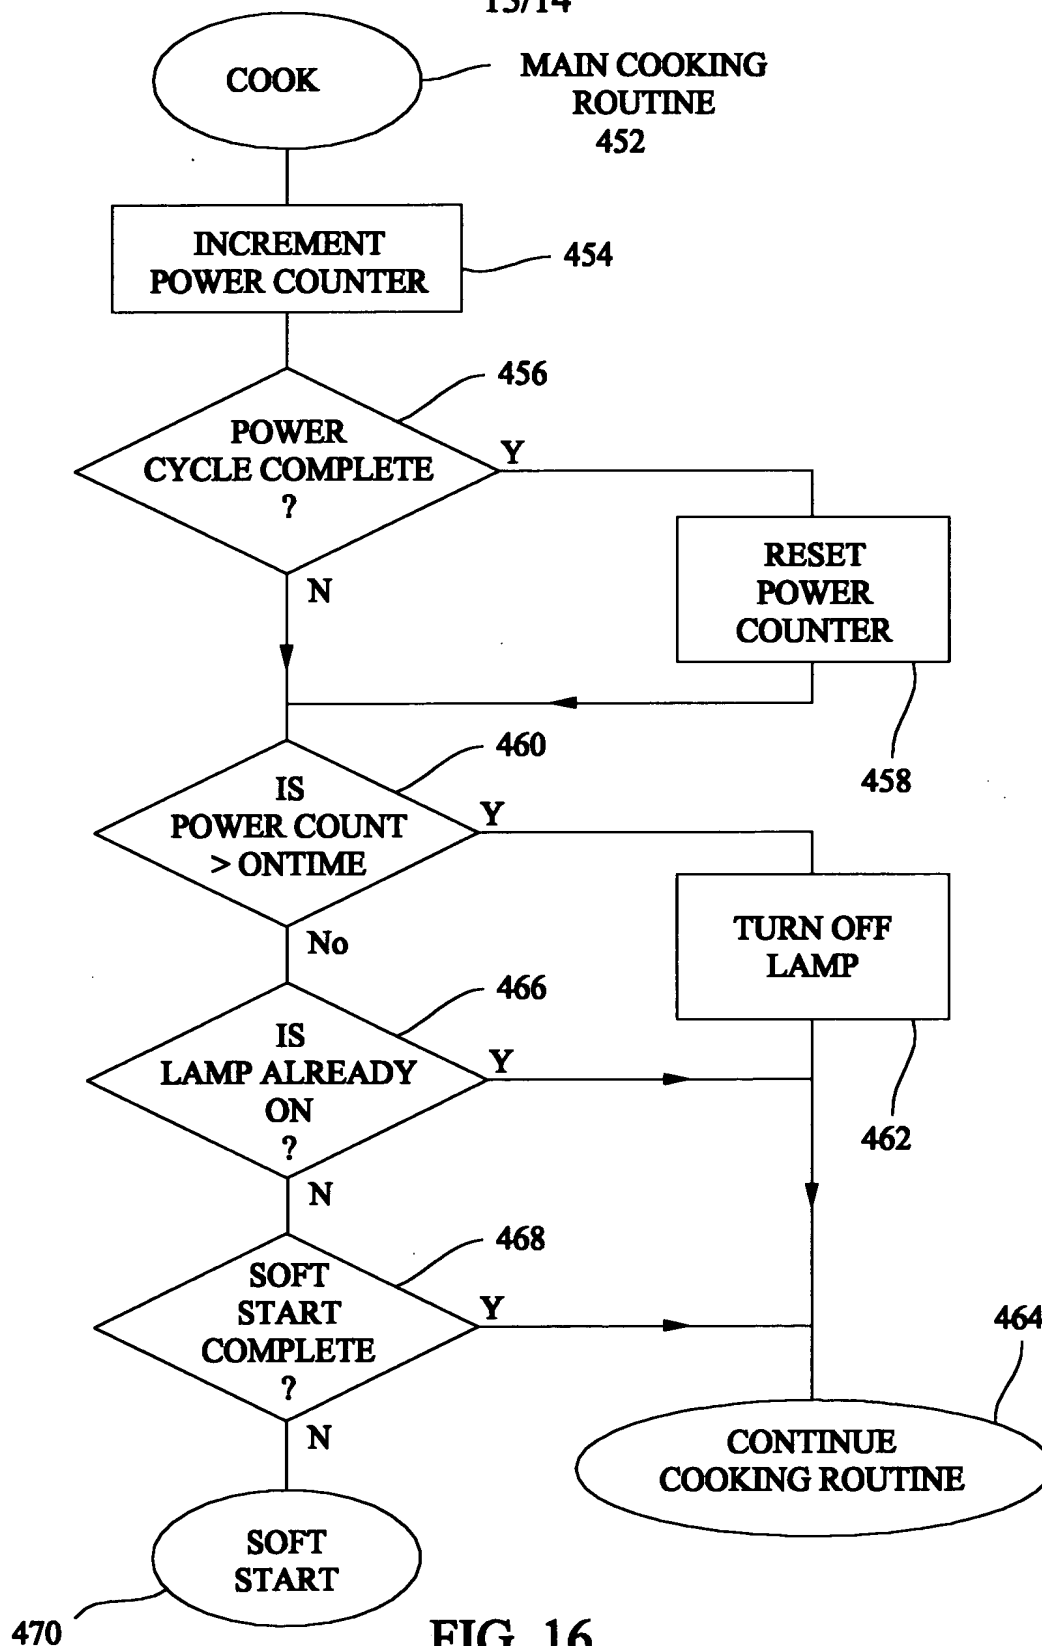 13/14
COOK
MAIN COOKING
ROUTINE
452
INCREMENT
POWER COUNTER
454
456
POWER
CYCLE COMPLETE
?
Y
N
RESET
POWER
COUNTER
458
460
IS
POWER COUNT
> ONTIME
Y
No
TURN OFF
LAMP
462
466
IS
LAMP ALREADY
ON
?
Y
N
468
SOFT
START
COMPLETE
?
Y
N
464
CONTINUE
COOKING ROUTINE
SOFT
START
470
FIG. 16